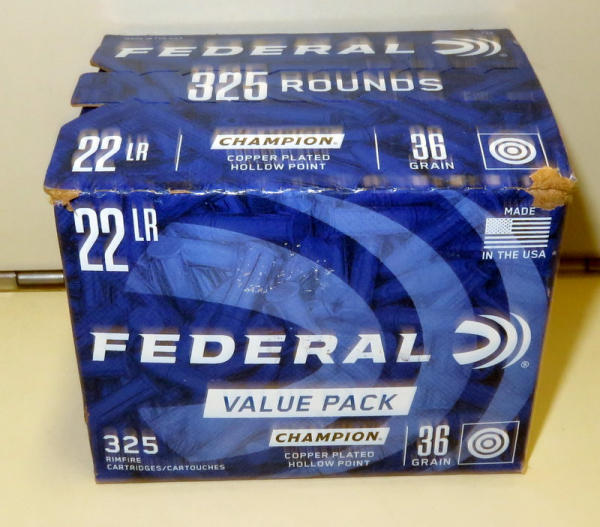 FEDERAL
®
325 ROUNDS
22 LR
CHAMPION
COPPER PLATED
HOLLOW POINT
36
GRAIN
22 LR
MADE
IN THE USA
FEDERAL
®
VALUE PACK
325
RIMFIRE
CARTRIDGES/CARTOUCHES
CHAMPION
COPPER PLATED
HOLLOW POINT
36
GRAIN